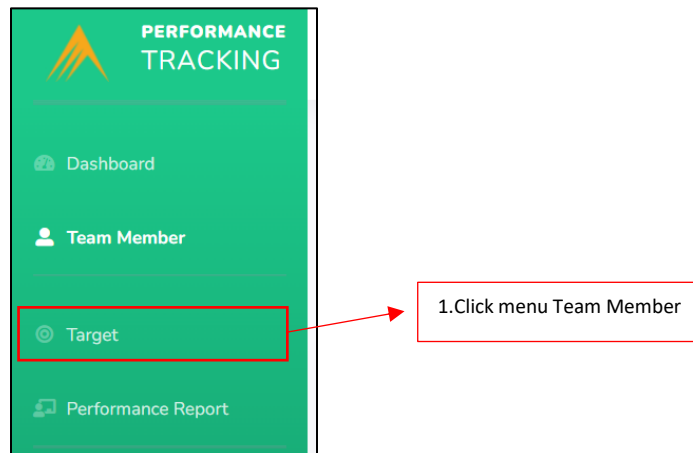 PERFORMANCE
TRACKING
Dashboard
Team Member
Target
1.Click menu Team Member
Performance Report